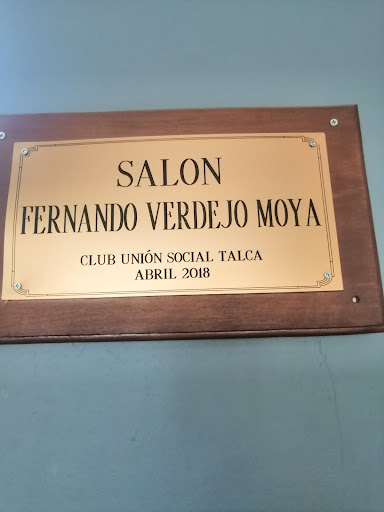 SALON
FERNANDO VERDEJO MOYA
CLUB UNIÓN SOCIAL TALCA
ABRIL 2018